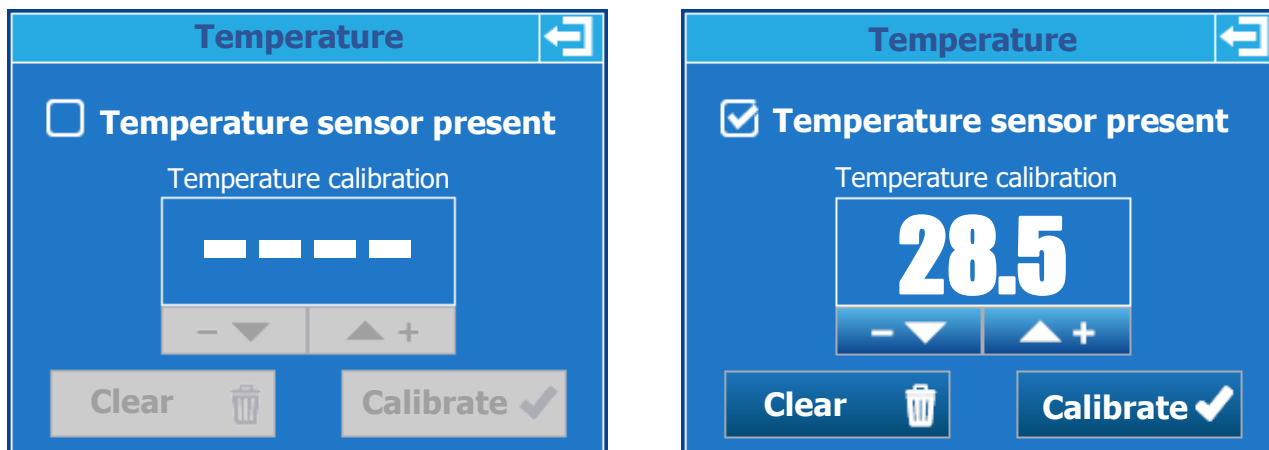 Temperature
Temperature sensor present
Temperature calibration
----
- +
Clear
Calibrate
Temperature
Temperature sensor present
Temperature calibration
28.5
- +
Clear
Calibrate